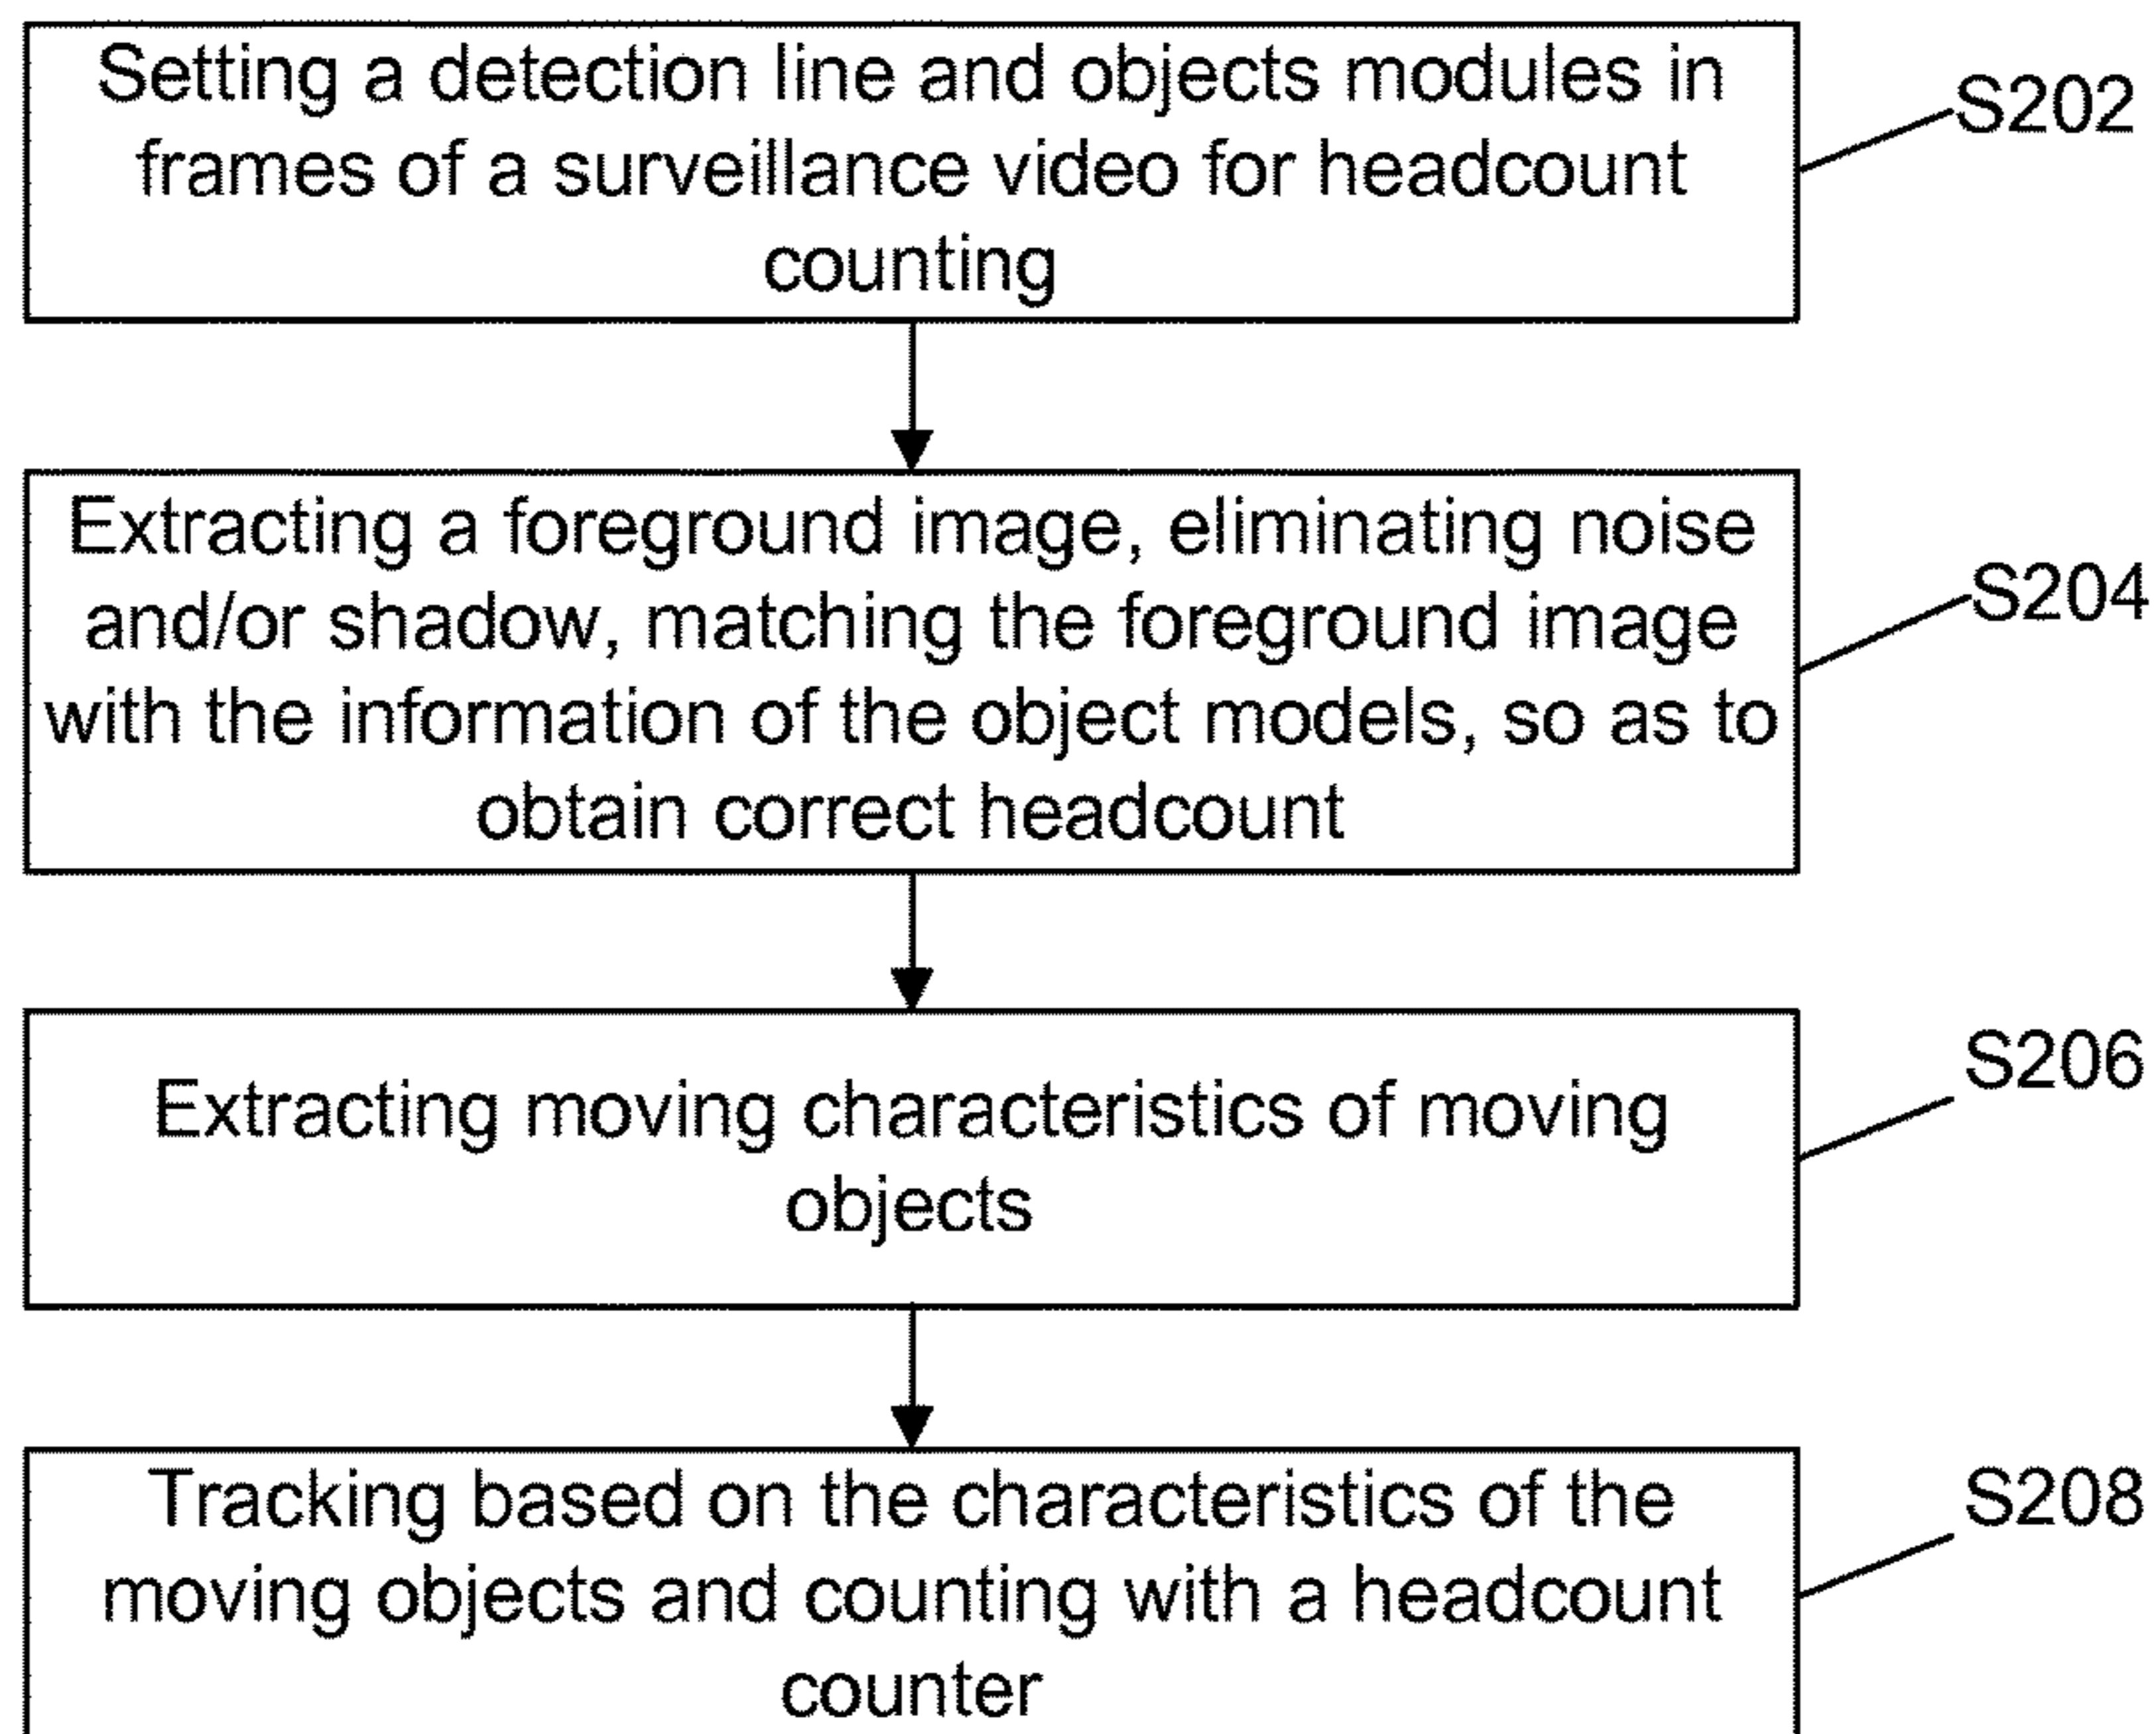 Setting a detection line and objects modules in
frames of a surveillance video for headcount
counting
S202
Extracting a foreground image, eliminating noise
and/or shadow, matching the foreground image
with the information of the object models, so as to
obtain correct headcount
S204
Extracting moving characteristics of moving
objects
S206
Tracking based on the characteristics of the
moving objects and counting with a headcount
counter
S208